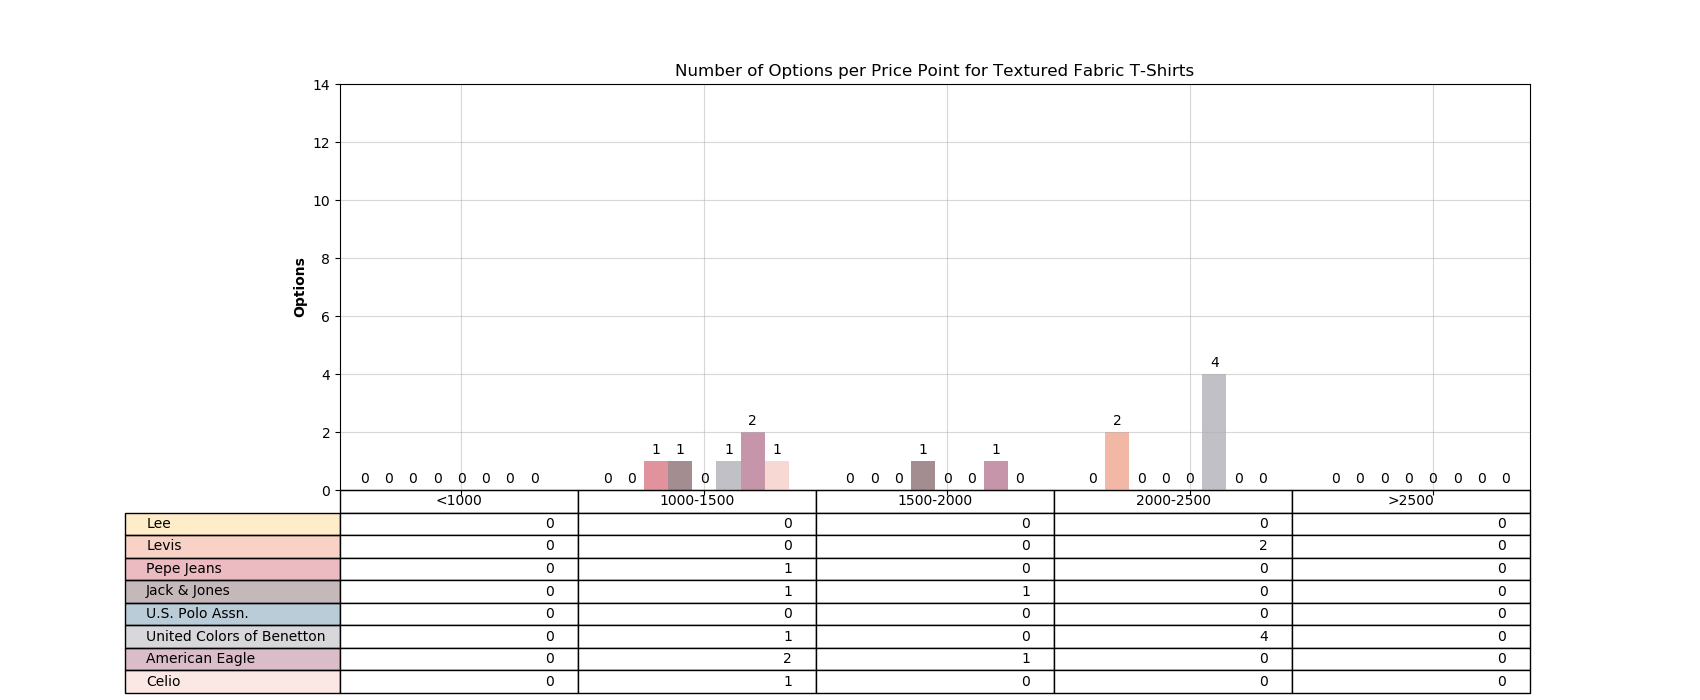 Number of Options per Price Point for Textured Fabric T-Shirts
14
12
10
8
6
4
2
0
Options
0 0 0 0 0 0 0 0 0 0 1 1 0 1 2 1 0 0 0 1 0 0 1 0 0 2 0 0 0 4 0 0 0 0 0 0 0 0 0 0
<1000 1000-1500 1500-2000 2000-2500 >2500
Lee 0 0 0 0 0
Levis 0 0 0 2 0
Pepe Jeans 0 1 0 0 0
Jack & Jones 0 1 1 0 0
U.S. Polo Assn. 0 0 0 0 0
United Colors of Benetton 0 1 0 4 0
American Eagle 0 2 1 0 0
Celio 0 1 0 0 0